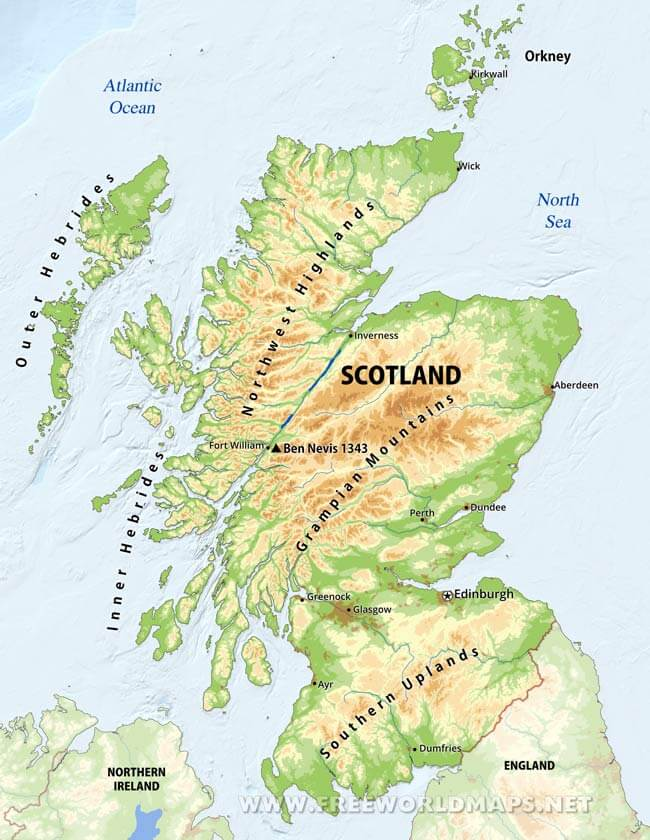 Orkney
Kirkwall
Atlantic
Ocean
Wick
Outer Hebrides
North
Sea
Northwest Highlands
Inverness
SCOTLAND
Aberdeen
Fort William
Ben Nevis 1343
Grampian Mountains
Inner Hebrides
Perth
Dundee
Greenock
Edinburgh
Glasgow
Southern Uplands
Ayr
Dumfries
NORTHERN
IRELAND
ENGLAND
WWW.FREEWORLDMAPS.NET